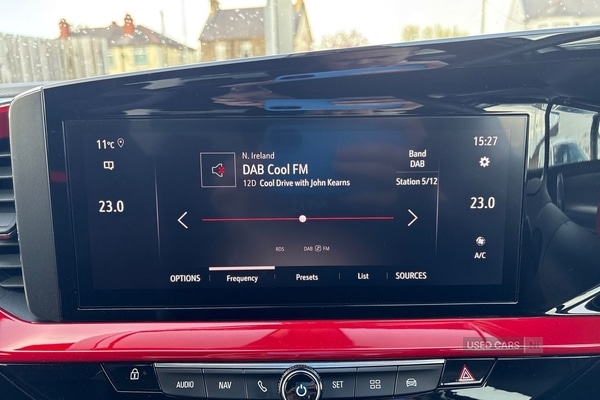 11°C
15:27
N. Ireland
DAB Cool FM
12D Cool Drive with John Kearns
Band
DAB
Station 5/12
23.0
23.0
RDS
DAB FM
A/C
OPTIONS
Frequency
Presets
List
SOURCES
USED CARS NI
AUDIO
NAV
SET